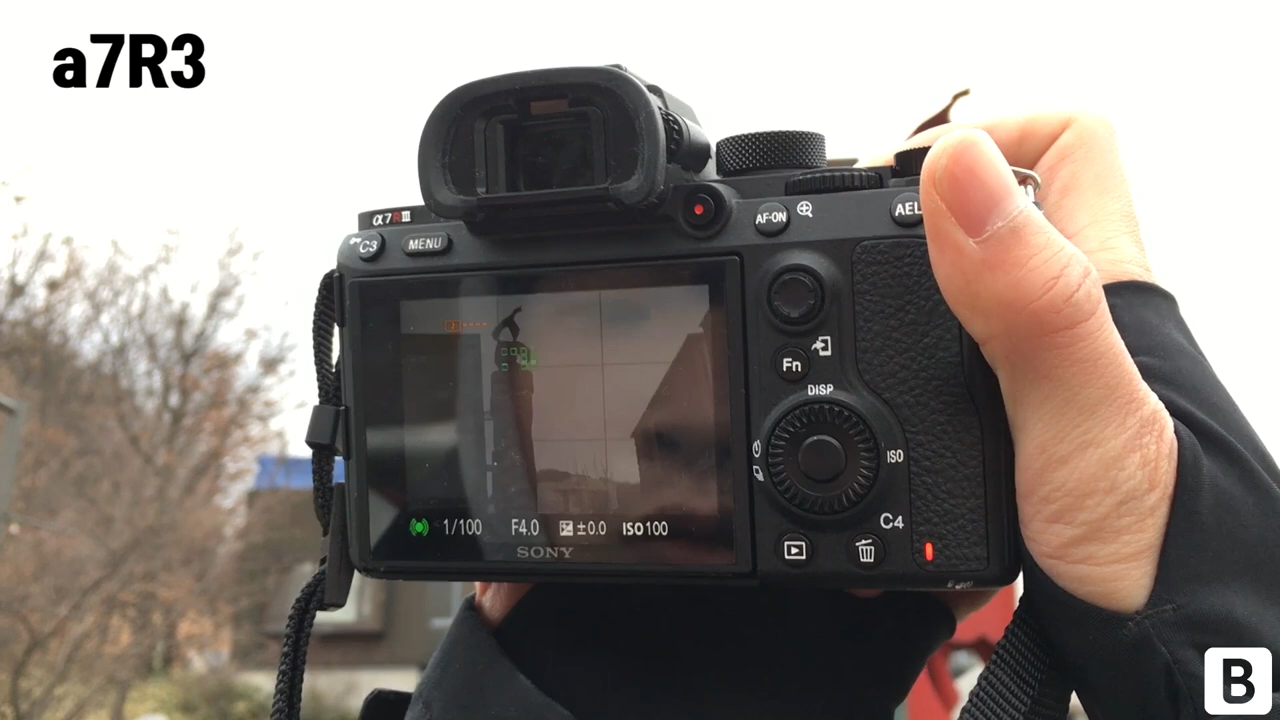 a7R3
α7RIII
C3
MENU
AF-ON
AEL
Fn
DISP
ISO
C4
1/100 F4.0 ±0.0 ISO100
SONY
B